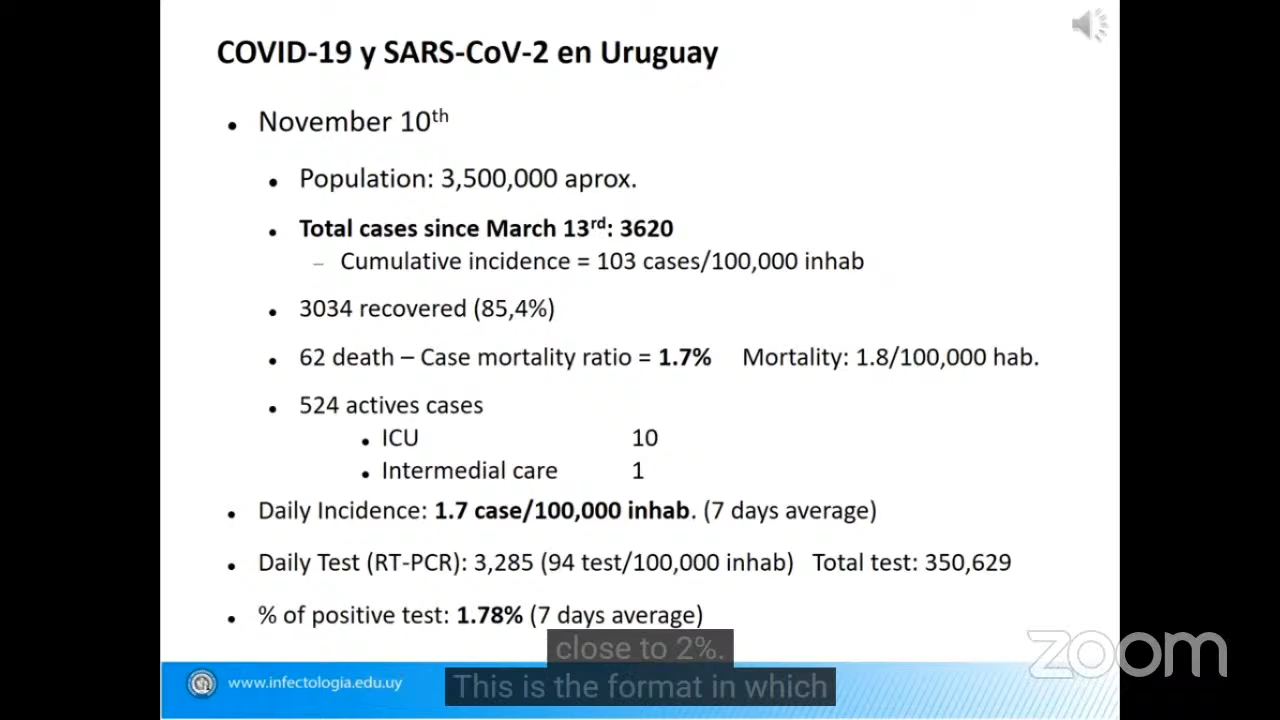 COVID-19 y SARS-CoV-2 en Uruguay
• November 10th
• Population: 3,500,000 aprox.
• Total cases since March 13rd: 3620
– Cumulative incidence = 103 cases/100,000 inhab
• 3034 recovered (85,4%)
• 62 death – Case mortality ratio = 1.7% Mortality: 1.8/100,000 hab.
• 524 actives cases
• ICU 10
• Intermedial care 1
• Daily Incidence: 1.7 case/100,000 inhab. (7 days average)
• Daily Test (RT-PCR): 3,285 (94 test/100,000 inhab) Total test: 350,629
• % of positive test: 1.78% (7 days average)
close to 2%.
This is the format in which
www.infectologia.edu.uy
zoom